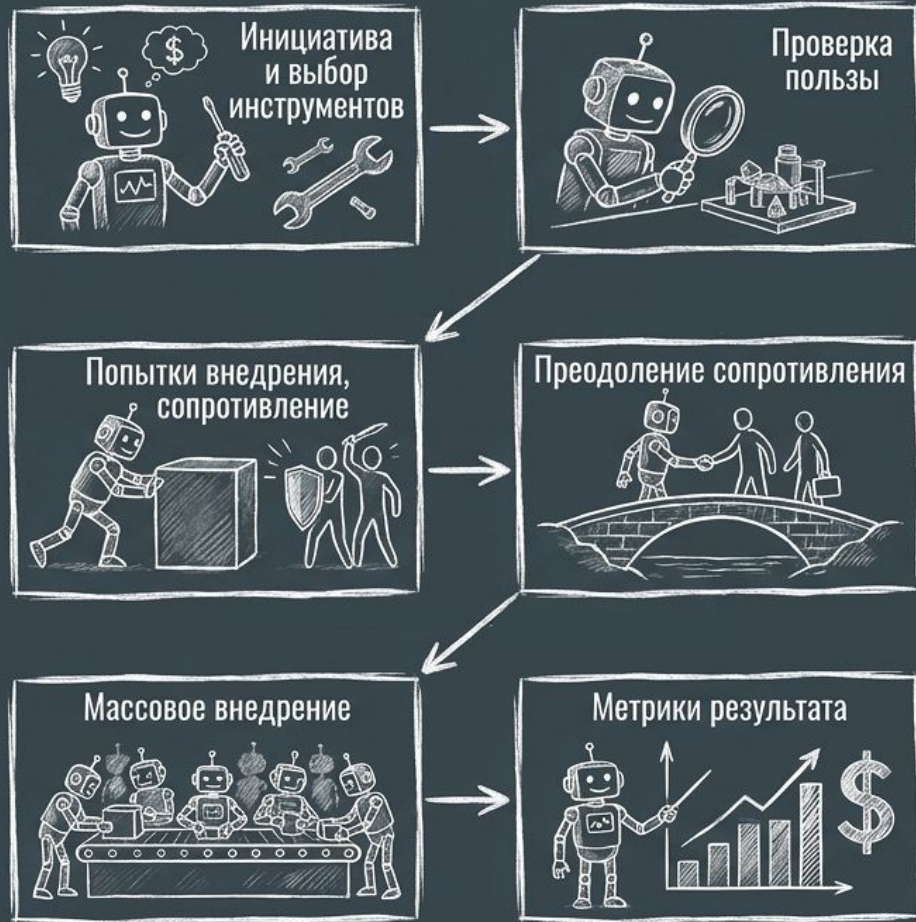 Инициатива
и выбор
инструментов
$
Проверка
пользы
Попытки внедрения,
сопротивление
Преодоление сопротивления
Массовое внедрение
Метрики результата
$